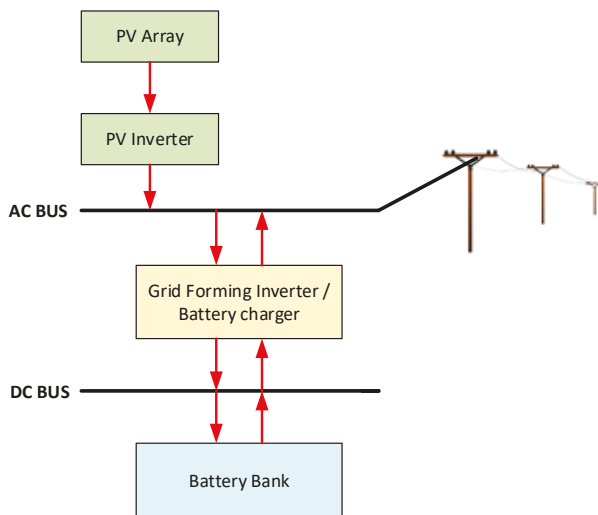 PV Array
PV Inverter
AC BUS
Grid Forming Inverter /
Battery charger
DC BUS
Battery Bank